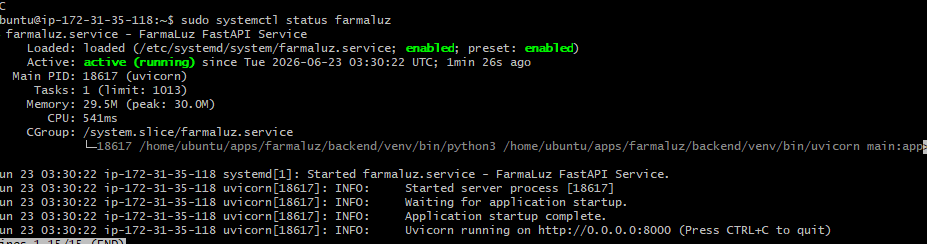 C
buntu@ip-172-31-35-118:~$ sudo systemctl status farmaluz
farmaluz.service - FarmaLuz FastAPI Service
Loaded: loaded (/etc/systemd/system/farmaluz.service; enabled; preset: enabled)
Active: active (running) since Tue 2026-06-23 03:30:22 UTC; 1min 26s ago
Main PID: 18617 (uvicorn)
Tasks: 1 (limit: 1013)
Memory: 29.5M (peak: 30.0M)
CPU: 541ms
CGroup: /system.slice/farmaluz.service
└─18617 /home/ubuntu/apps/farmaluz/backend/venv/bin/python3 /home/ubuntu/apps/farmaluz/backend/venv/bin/uvicorn main:app>
un 23 03:30:22 ip-172-31-35-118 systemd[1]: Started farmaluz.service - FarmaLuz FastAPI Service.
un 23 03:30:22 ip-172-31-35-118 uvicorn[18617]: INFO: Started server process [18617]
un 23 03:30:22 ip-172-31-35-118 uvicorn[18617]: INFO: Waiting for application startup.
un 23 03:30:22 ip-172-31-35-118 uvicorn[18617]: INFO: Application startup complete.
un 23 03:30:22 ip-172-31-35-118 uvicorn[18617]: INFO: Uvicorn running on http://0.0.0.0:8000 (Press CTRL+C to quit)
ines 1-15/15 (END)